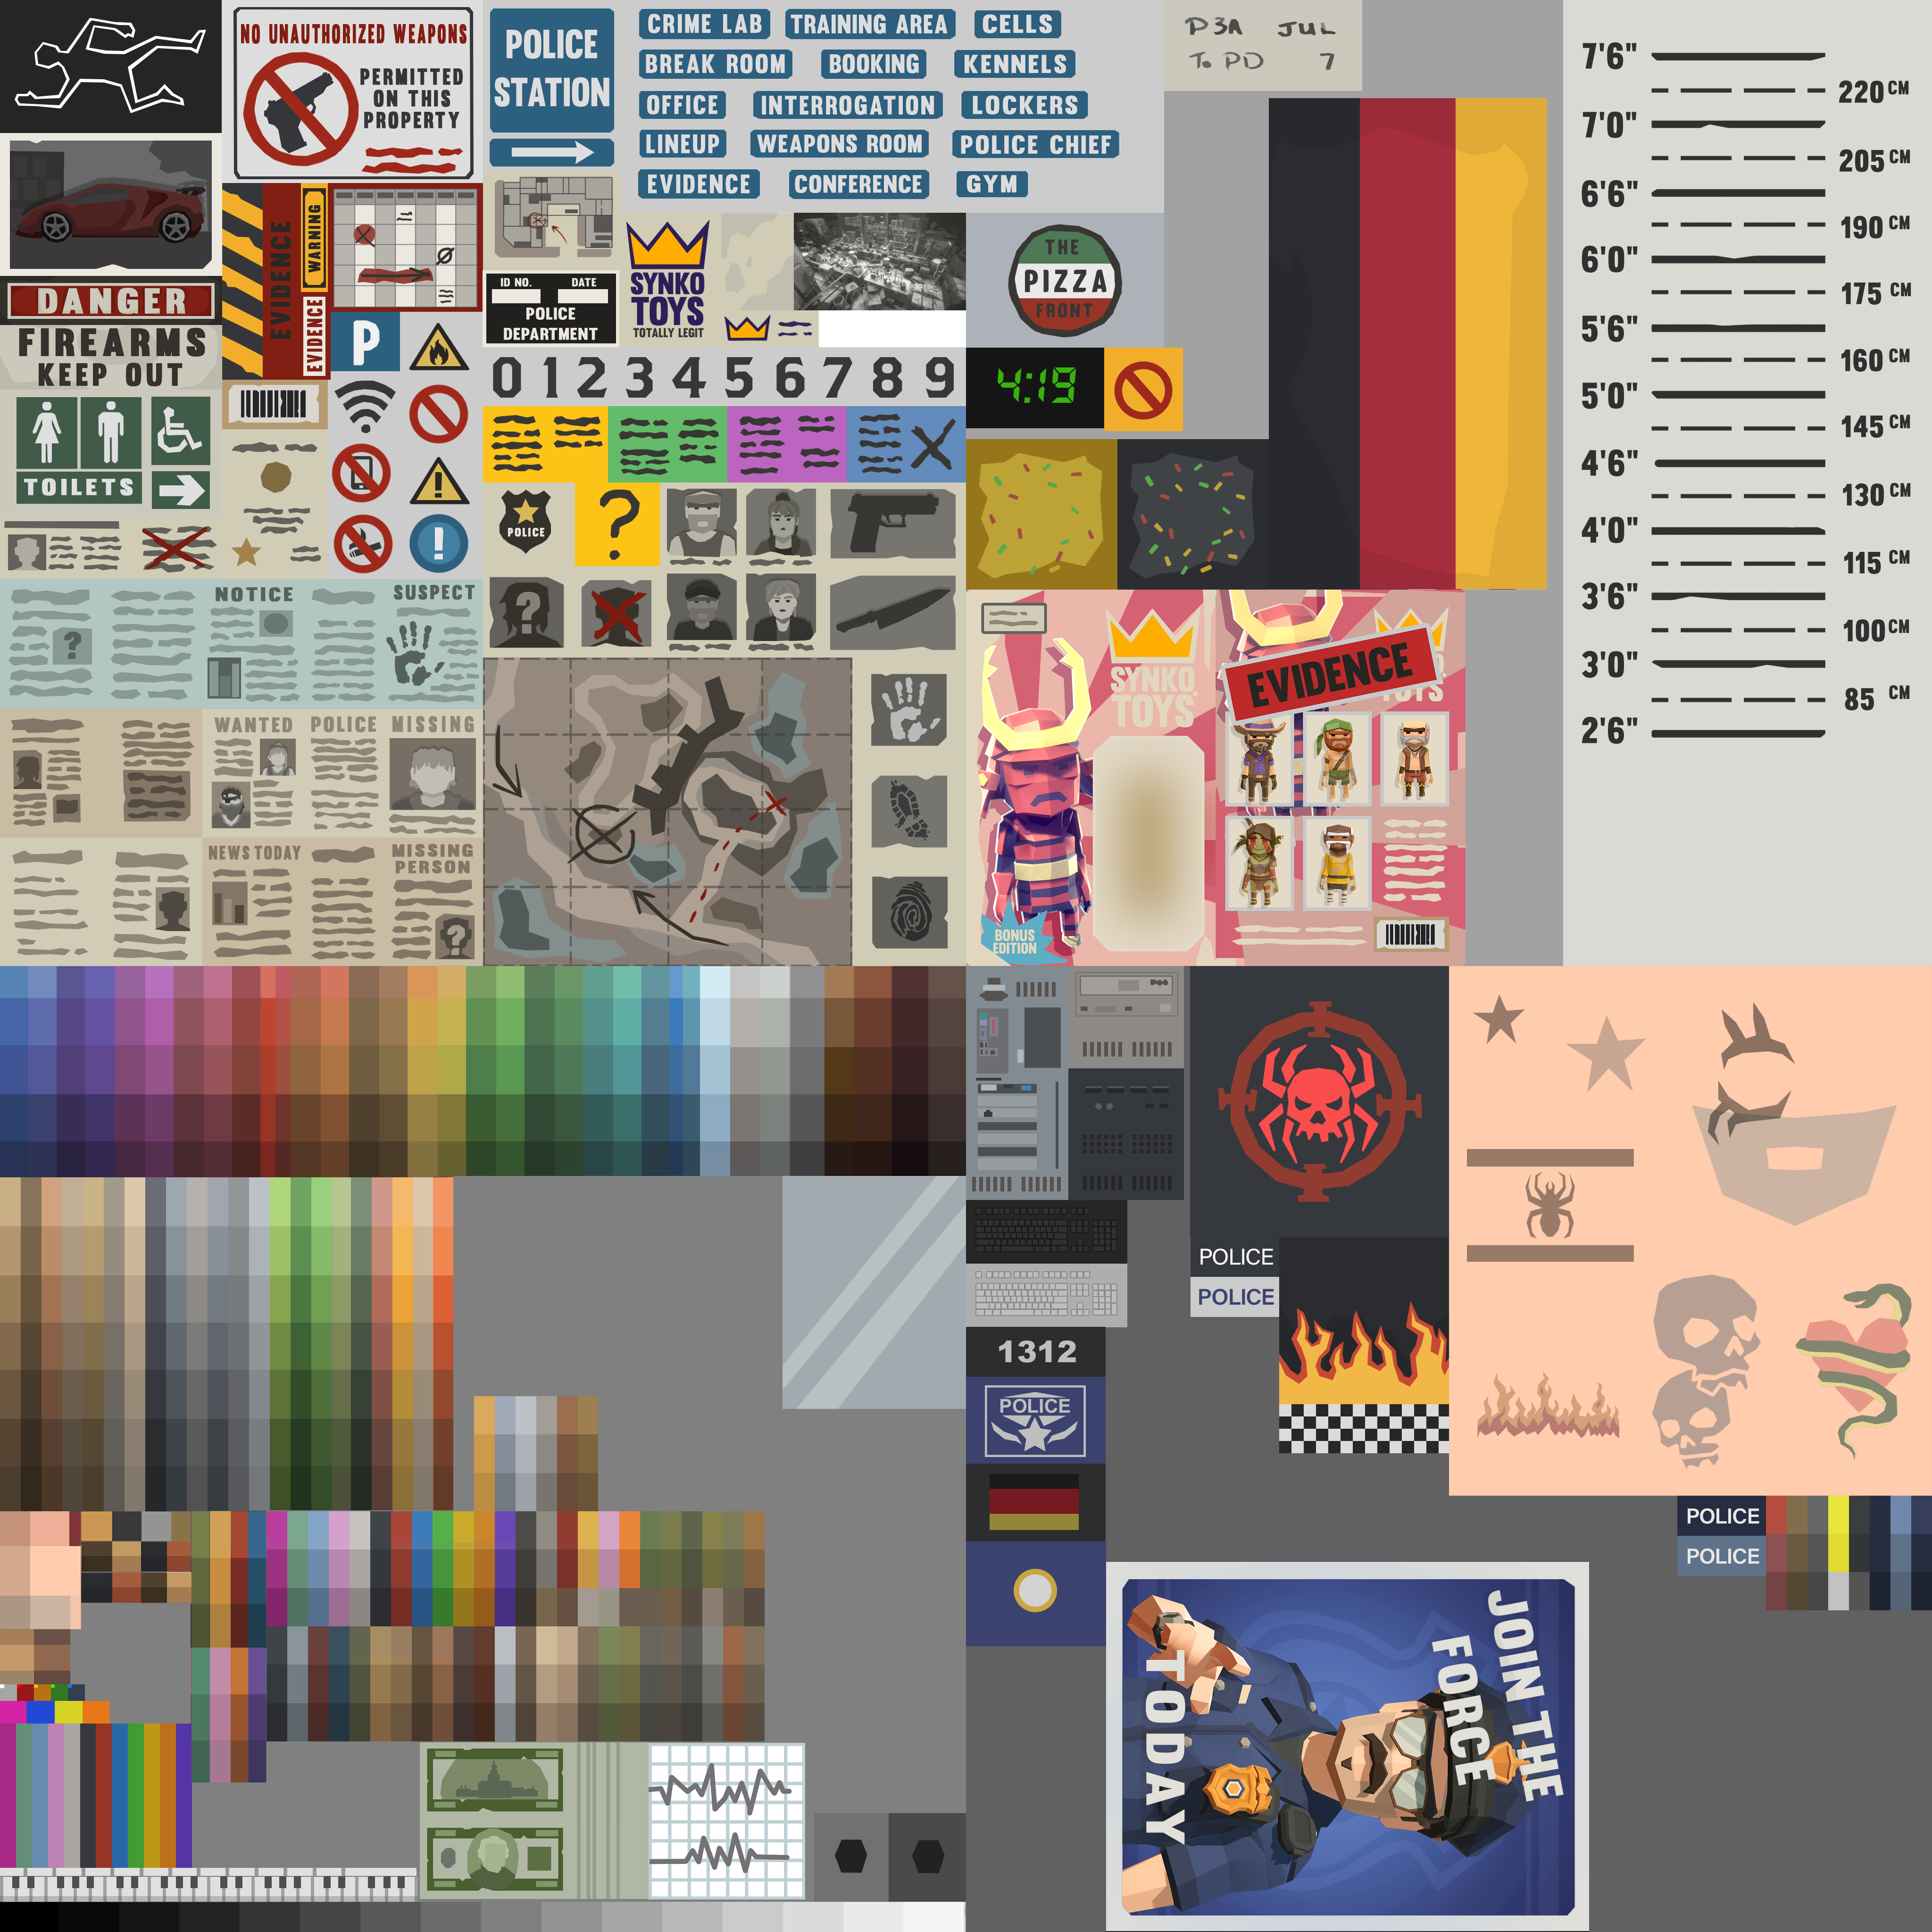 NO UNAUTHORIZED WEAPONS
PERMITTED
ON THIS
PROPERTY
POLICE
STATION
CRIME LAB
TRAINING AREA
CELLS
BREAK ROOM
BOOKING
KENNELS
OFFICE
INTERROGATION
LOCKERS
LINEUP
WEAPONS ROOM
POLICE CHIEF
EVIDENCE
CONFERENCE
GYM
P3A JUL
To PD 7
7'6"
220 CM
7'0"
205 CM
6'6"
190 CM
6'0"
175 CM
5'6"
160 CM
5'0"
145 CM
4'6"
130 CM
4'0"
115 CM
3'6"
100 CM
3'0"
85 CM
2'6"
DANGER
FIREARMS
KEEP OUT
EVIDENCE
WARNING
EVIDENCE
P
ID NO. DATE
POLICE
DEPARTMENT
SYNKO
TOYS
TOTALLY LEGIT
THE
PIZZA
FRONT
4:19
0 1 2 3 4 5 6 7 8 9
TOILETS
!
!
POLICE
?
?
NOTICE
SUSPECT
?
WANTED
POLICE
MISSING
NEWS TODAY
MISSING
PERSON
?
SYNKO
TOYS
BONUS
EDITION
EVIDENCE
POLICE
POLICE
1312
POLICE
POLICE
POLICE
JOIN THE
FORCE
TODAY